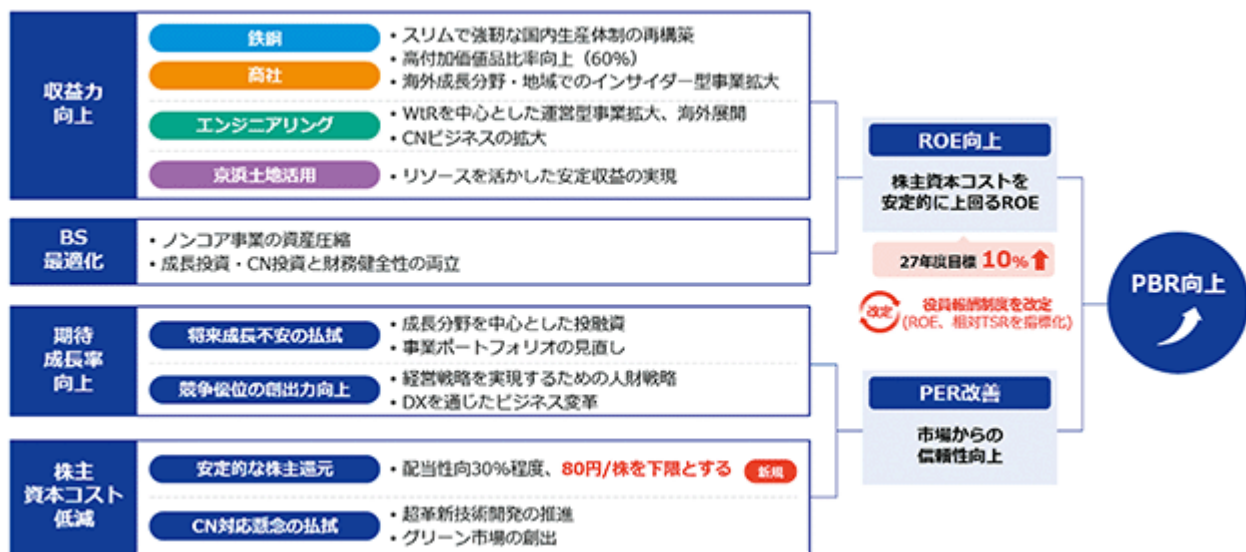 収益力
向上
鉄鋼
商社
・スリムで強靭な国内生産体制の再構築
・高付加価値品比率向上（60%）
・海外成長分野・地域でのインサイダー型事業拡大
エンジニアリング
・WtRを中心とした運営型事業拡大、海外展開
・CNビジネスの拡大
京浜土地活用
・リソースを活かした安定収益の実現
BS
最適化
・ノンコア事業の資産圧縮
・成長投資・CN投資と財務健全性の両立
期待
成長率
向上
将来成長不安の払拭
・成長分野を中心とした投融資
・事業ポートフォリオの見直し
競争優位の創出力向上
・経営戦略を実現するための人財戦略
・DXを通じたビジネス変革
株主
資本コスト
低減
安定的な株主還元
・配当性向30%程度、80円/株を下限とする
新規
CN対応懸念の払拭
・超革新技術開発の推進
・グリーン市場の創出
ROE向上
株主資本コストを
安定的に上回るROE
27年度目標 10%
改定
役員報酬制度を改定
(ROE、相対TSRを指標化)
PER改善
市場からの
信頼性向上
PBR向上